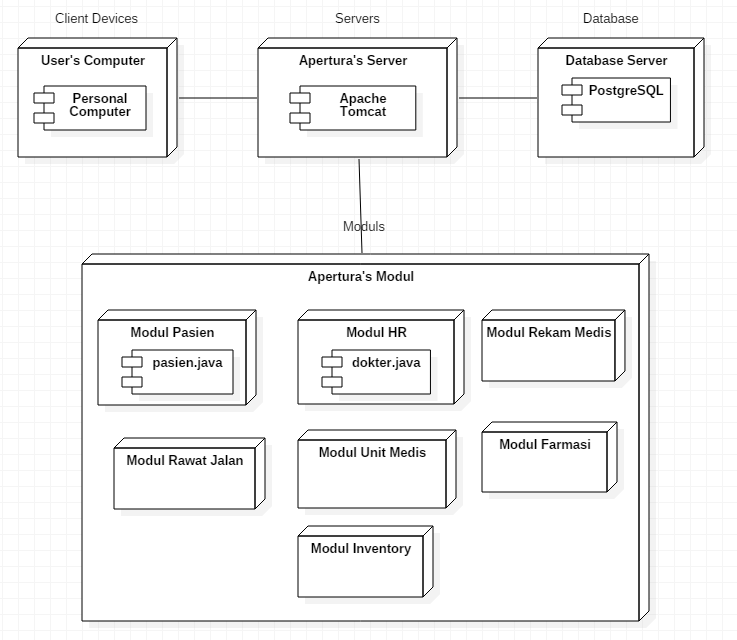 Client Devices
Servers
Database
User's Computer
Personal
Computer
Apertura's Server
Apache
Tomcat
Database Server
PostgreSQL
Moduls
Apertura's Modul
Modul Pasien
pasien.java
Modul HR
dokter.java
Modul Rekam Medis
Modul Rawat Jalan
Modul Unit Medis
Modul Farmasi
Modul Inventory